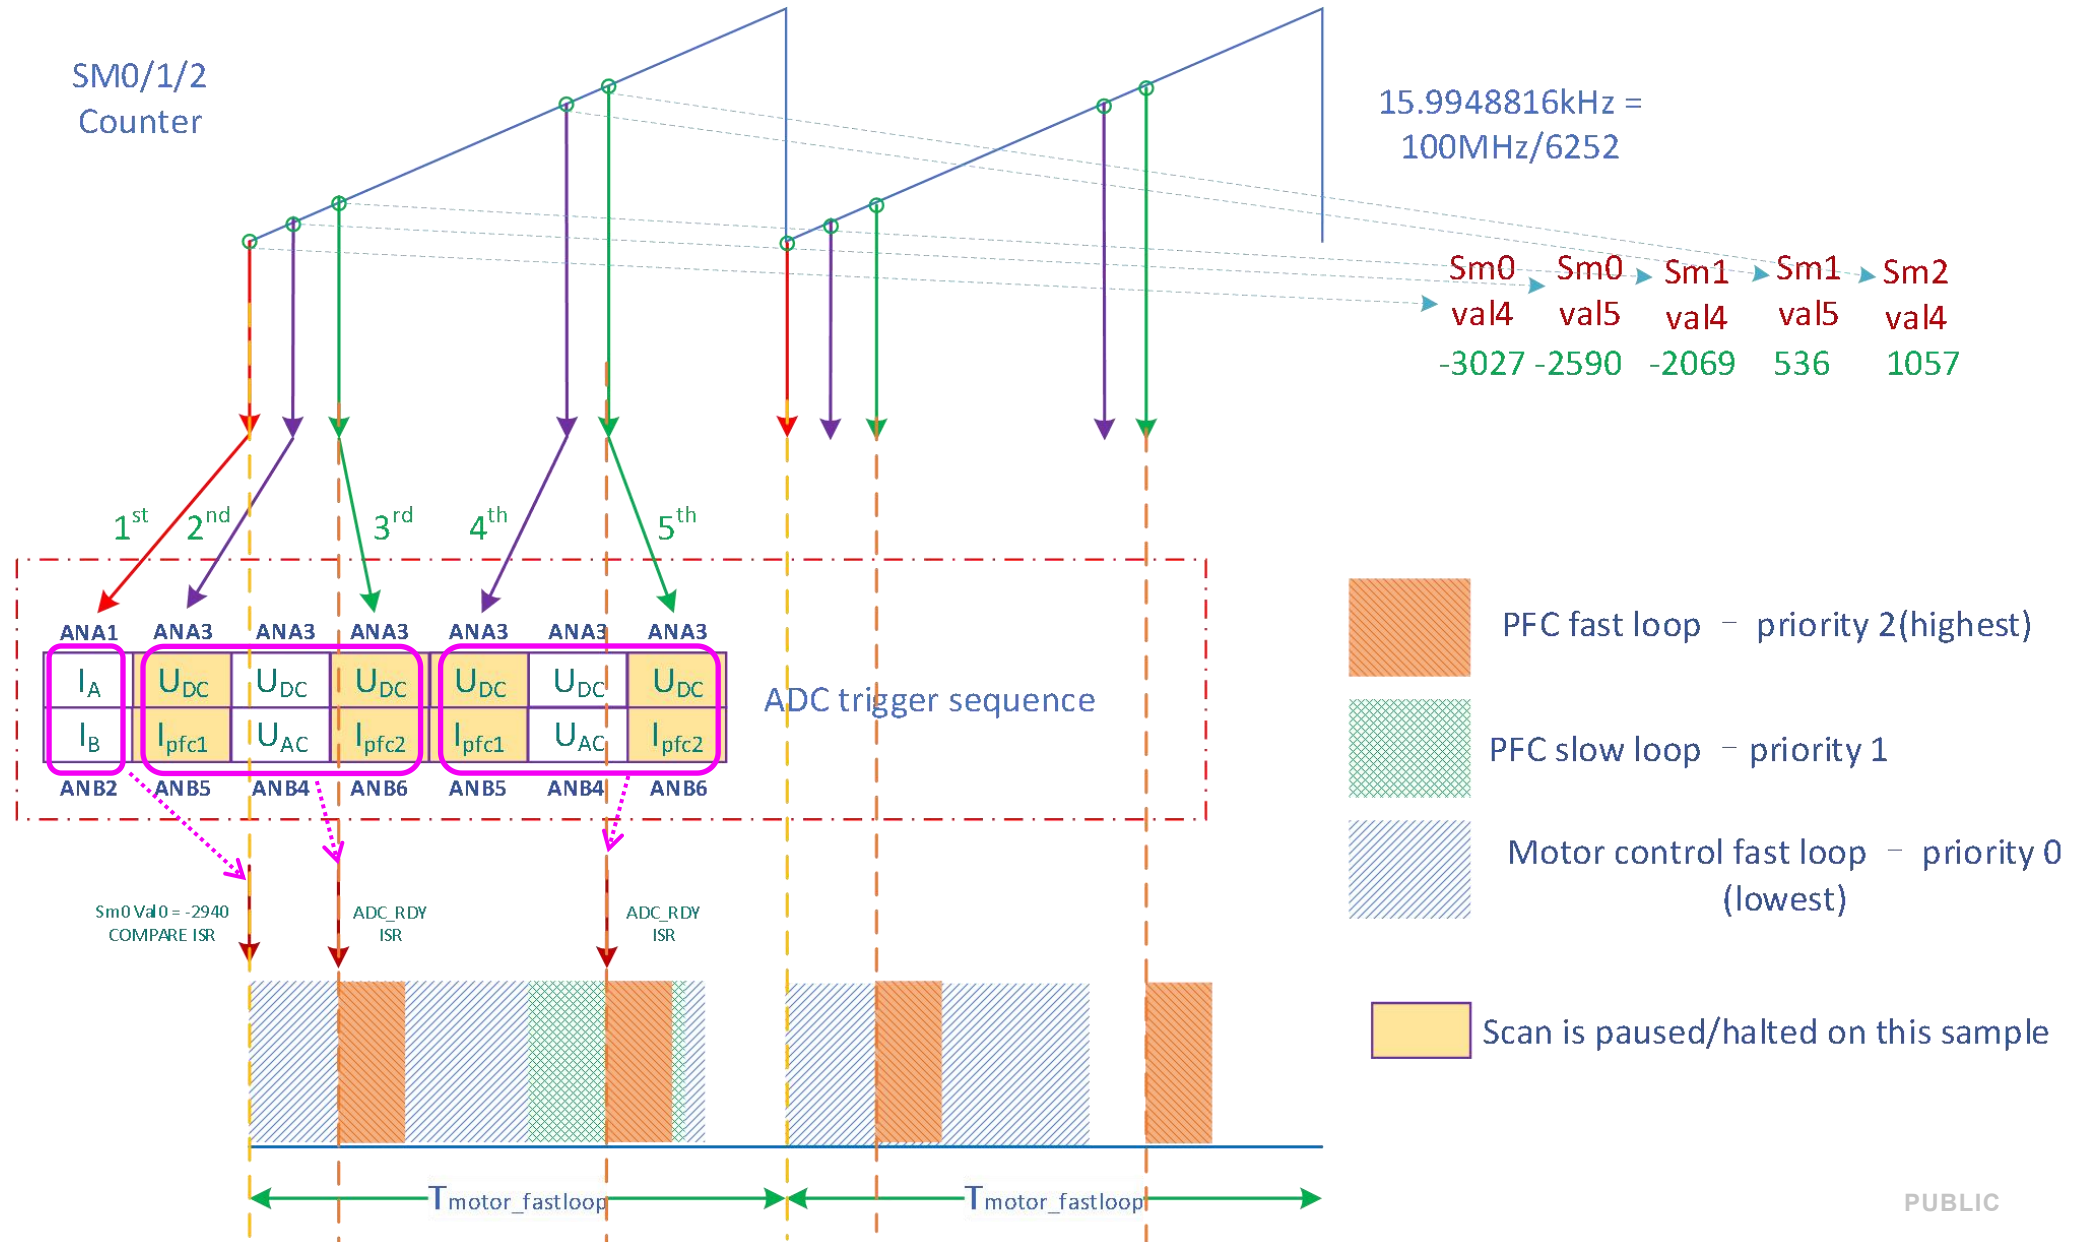 SM0/1/2
Counter
15.9948816kHz =
100MHz/6252
Sm0 Sm0 Sm1 Sm1 Sm2
val4 val5 val4 val5 val4
-3027 -2590 -2069 536 1057
1st 2nd 3rd 4th 5th
ANA1 ANA3 ANA3 ANA3 ANA3 ANA3 ANA3
IA UDC UDC UDC UDC UDC UDC
IB Ipfc1 UAC Ipfc2 Ipfc1 UAC Ipfc2
ANB2 ANB5 ANB4 ANB6 ANB5 ANB4 ANB6
ADC trigger sequence
PFC fast loop – priority 2(highest)
PFC slow loop – priority 1
Motor control fast loop – priority 0
(lowest)
Sm0 Val0 = -2940
COMPARE ISR
ADC_RDY
ISR
ADC_RDY
ISR
Scan is paused/halted on this sample
Tmotor_fastloop Tmotor_fastloop
PUBLIC